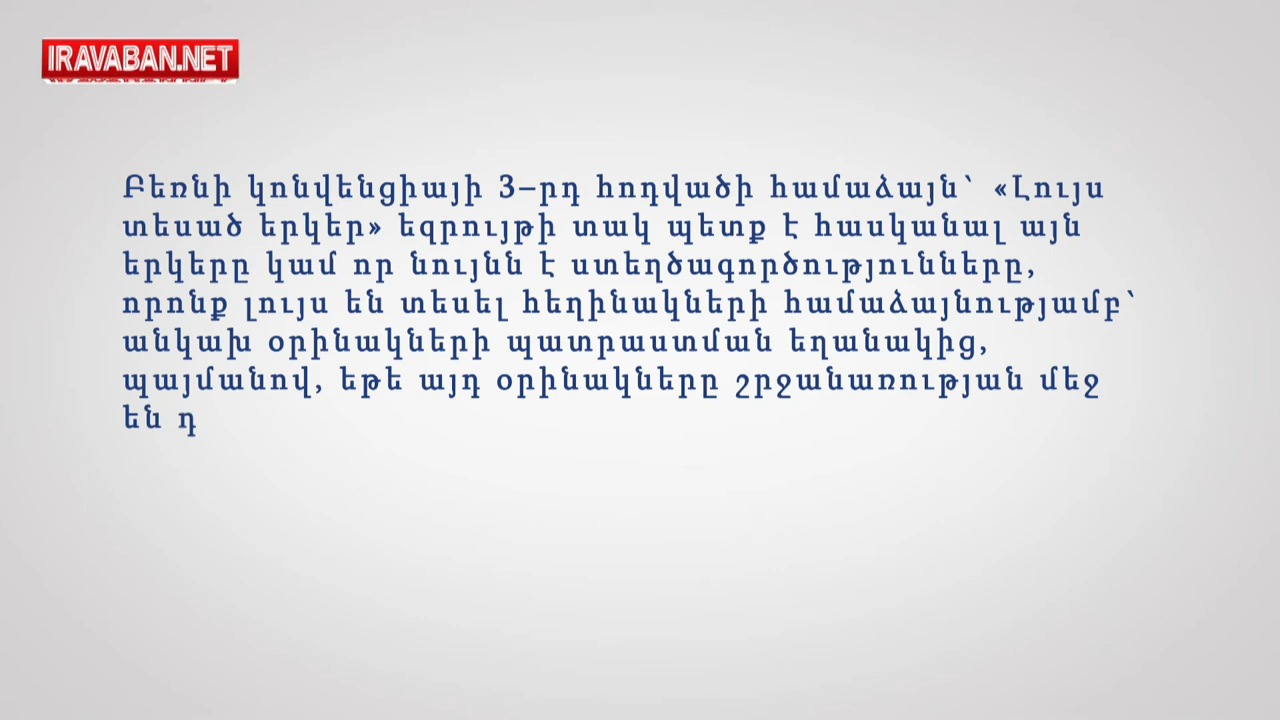 IRAVABAN.NET
Բեռնի կոնվենցիայի 3–րդ հոդվածի համաձայն՝ «Լույս
տեսած երկեր» եզրույթի տակ պետք է հասկանալ այն
երկերը կամ որ նույնն է ստեղծագործությունները,
որոնք լույս են տեսել հեղինակների համաձայնությամբ՝
անկախ օրինակների պատրաստման եղանակից,
պայմանով, եթե այդ օրինակները շրջանառության մեջ
են դ